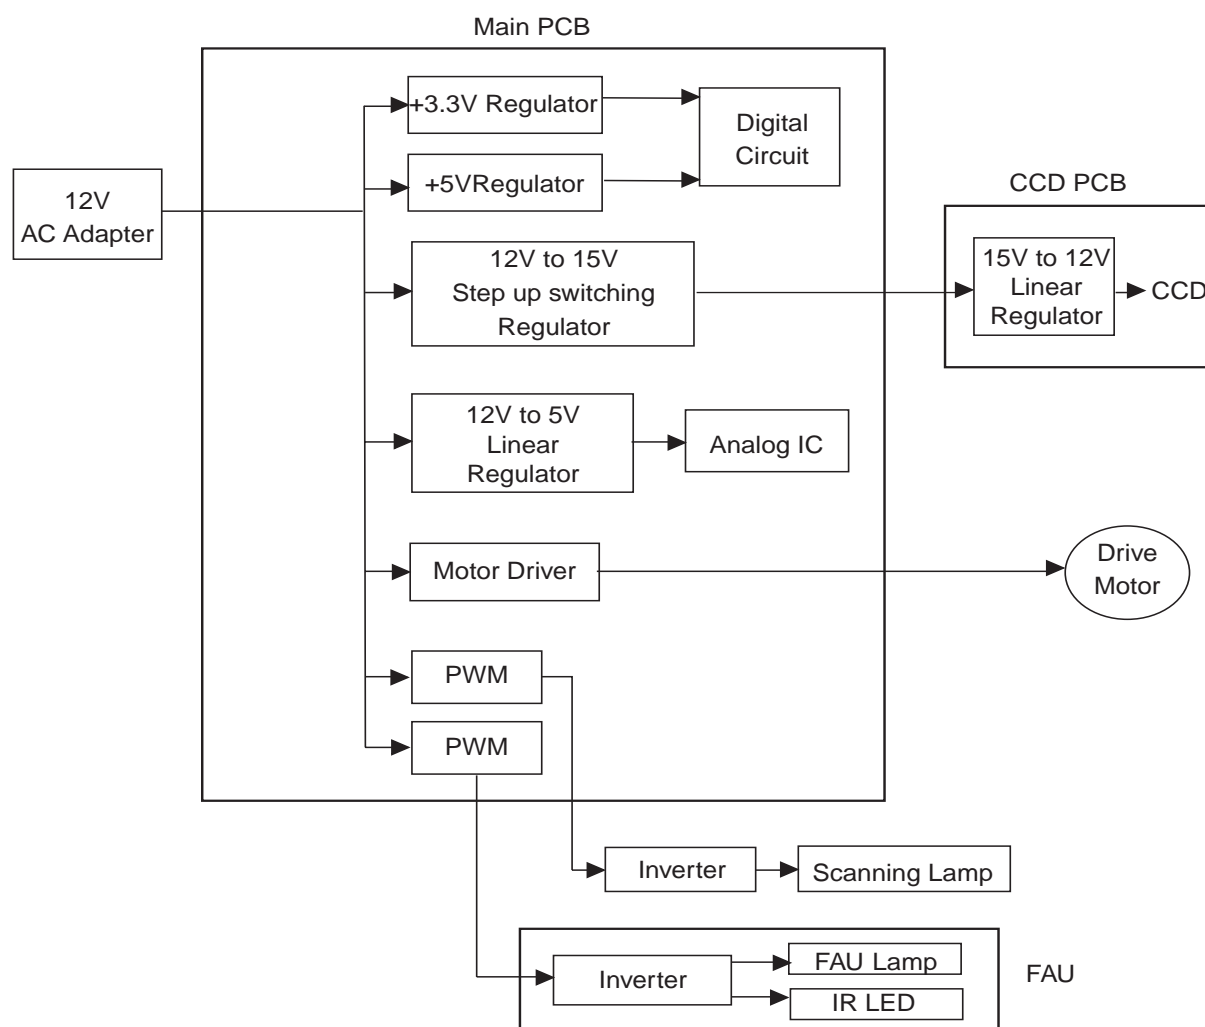 Main PCB
+3.3V Regulator
Digital
Circuit
+5VRegulator
12V
AC Adapter
CCD PCB
12V to 15V
Step up switching
Regulator
15V to 12V
Linear
Regulator
CCD
12V to 5V
Linear
Regulator
Analog IC
Motor Driver
Drive
Motor
PWM
PWM
Inverter
Scanning Lamp
Inverter
FAU Lamp
IR LED
FAU